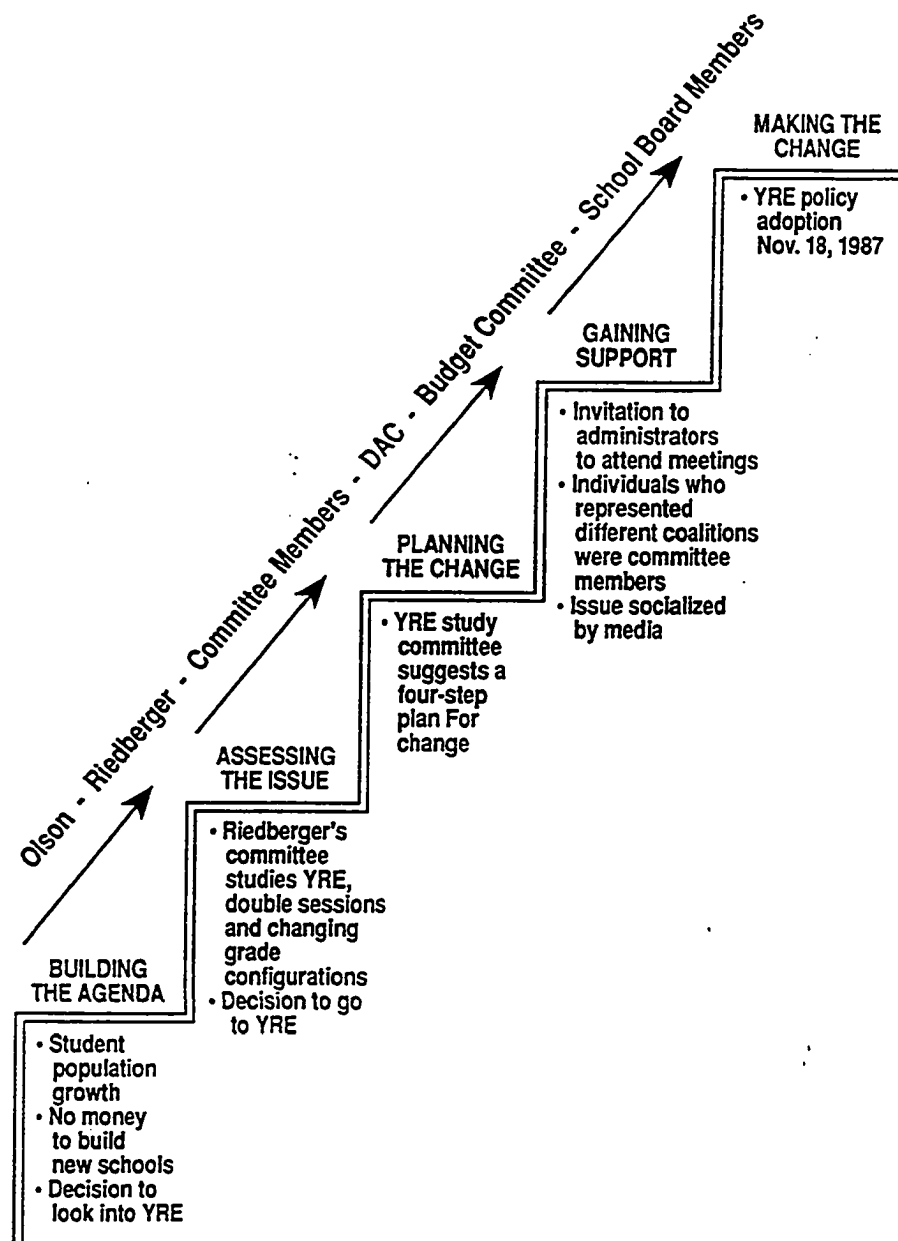 Olson - Riedberger - Committee Members - DAC - Budget Committee - School Board Members
MAKING THE
CHANGE
• YRE policy
adoption
Nov. 18, 1987
GAINING
SUPPORT
• Invitation to
administrators
to attend meetings
• Individuals who
represented
different coalitions
were committee
members
• Issue socialized
by media
PLANNING
THE CHANGE
• YRE study
committee
suggests a
four-step
plan For
change
ASSESSING
THE ISSUE
• Riedberger's
committee
studies YRE,
double sessions
and changing
grade
configurations
• Decision to go
to YRE
BUILDING
THE AGENDA
• Student
population
growth
• No money
to build
new schools
• Decision to
look into YRE